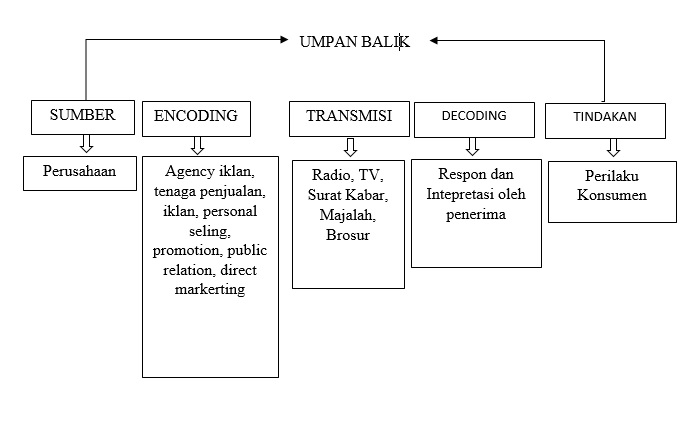 UMPAN BALIK
SUMBER
ENCODING
TRANSMISI
DECODING
TINDAKAN
Perusahaan
Agency iklan,
tenaga penjualan,
iklan, personal
seling,
promotion, public
relation, direct
markerting
Radio, TV,
Surat Kabar,
Majalah,
Brosur
Respon dan
Intepretasi oleh
penerima
Perilaku
Konsumen